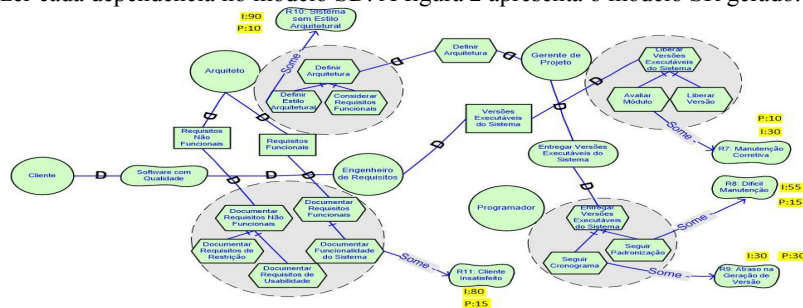 Ler cada dependência no modelo SD. A figura 2 apresenta o modelo SR gerado.
I:90
P:10
R10: Sistema
sem Estilo
Arquitetural
Some -
Arquiteto
Definir
Arquitetura
Definir
Estilo
Arquitetural
Considerar
Requisitos
Funcionais
D
D
Definir
Arquitetura
D
Gerente de
Projeto
Liberar
Versões
Executáveis
do Sistema
Avaliar
Módulo
Liberar
Versão
Some -
P:10
I:30
R7: Manutenção
Corretiva
D
D
Requisitos
Não
Funcionais
Requisitos
Funcionais
D
Versões
Executáveis
do Sistema
D
Entregar Versões
Executáveis do
Sistema
D
D
Cliente
D
Software com
Qualidade
D
Engenheiro
de Requisitos
D
D
Documentar
Requisitos Não
Funcionais
Documentar
Requisitos
Funcionais
Documentar
Requisitos de
Restrição
Documentar
Requisitos de
Usabilidade
Documentar
Funcionalidade
do Sistema
Some -
R11: Cliente
Insatisfeito
I:80
P:15
Programador
Entregar
Versões
Executáveis
do Sistema
Seguir
Cronograma
Seguir
Padronização
Some -
R8: Dificil
Manutenção
I:55
P:15
Some -
R9: Atraso na
Geração de
Versão
I:30
P:30